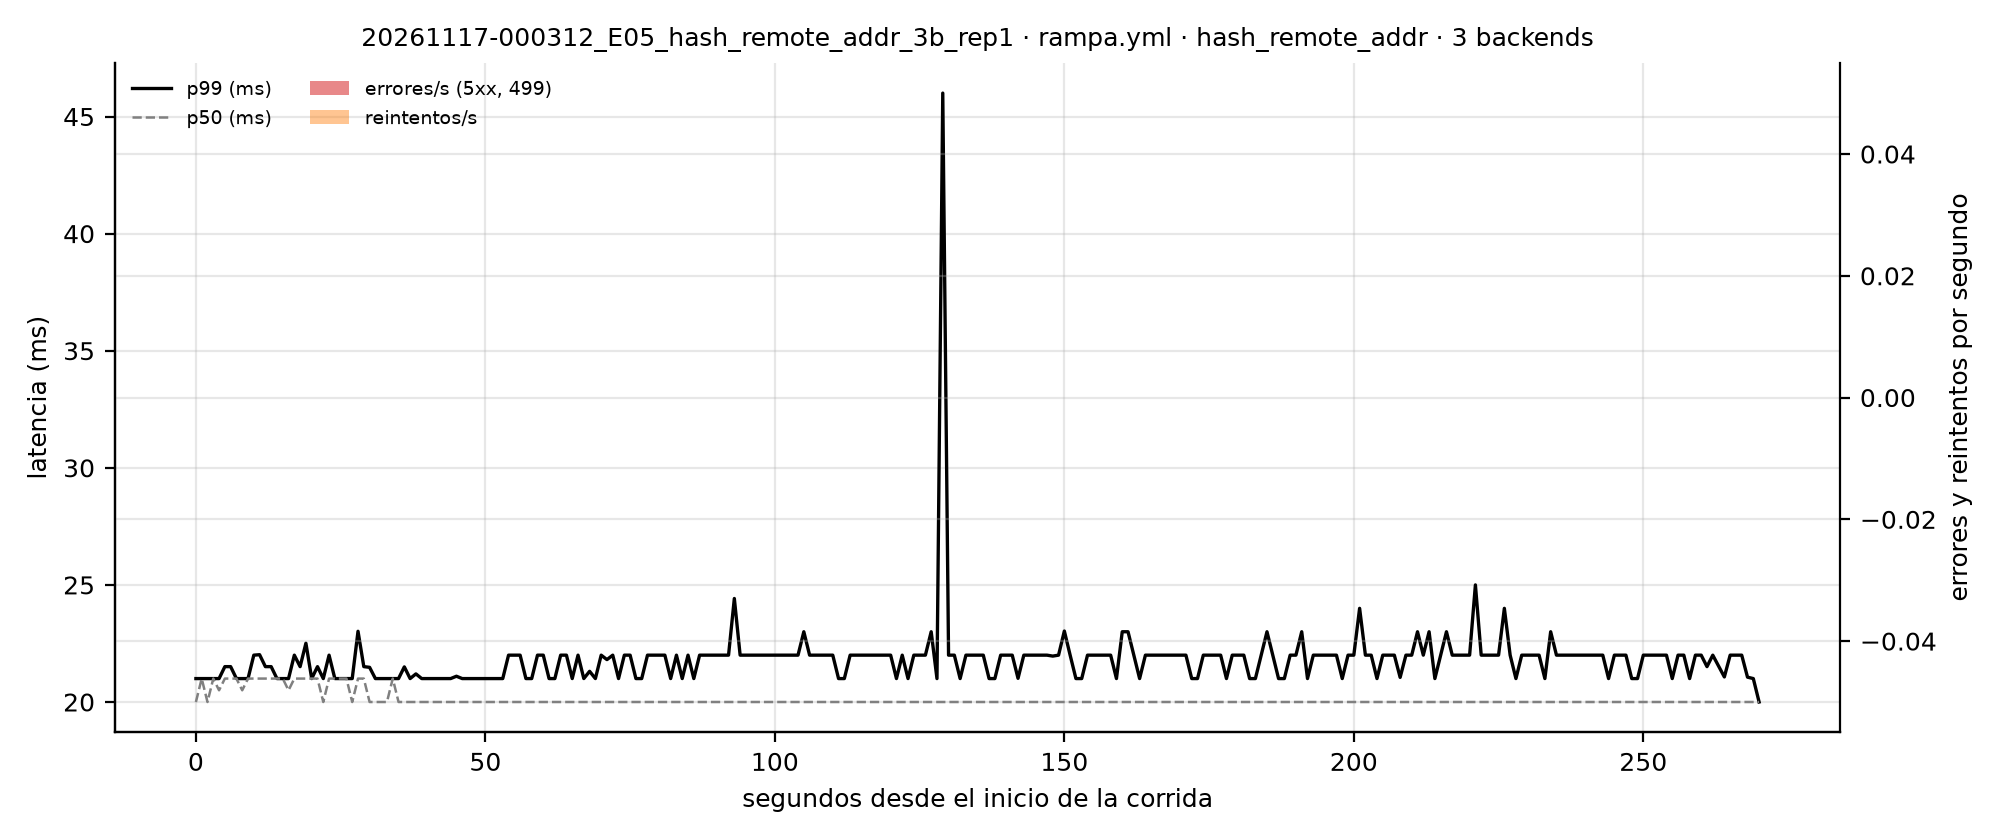 20261117-000312_E05_hash_remote_addr_3b_rep1 · rampa.yml · hash_remote_addr · 3 backends
p99 (ms)
p50 (ms)
errores/s (5xx, 499)
reintentos/s
latencia (ms)
45
40
35
30
25
20
0.04
0.02
0.00
−0.02
−0.04
errores y reintentos por segundo
0
50
100
150
200
250
segundos desde el inicio de la corrida